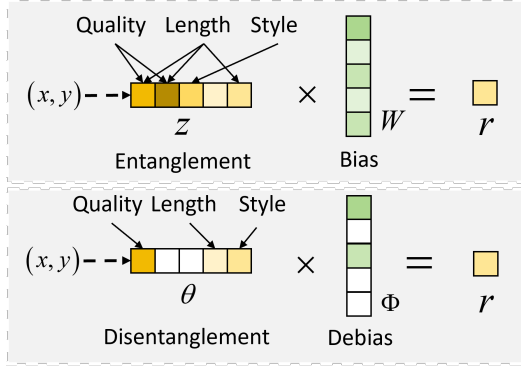 Quality Length Style
(x, y) × = 
z W r
Entanglement Bias
Quality Length Style
(x, y) × =
θ Φ r
Disentanglement Debias